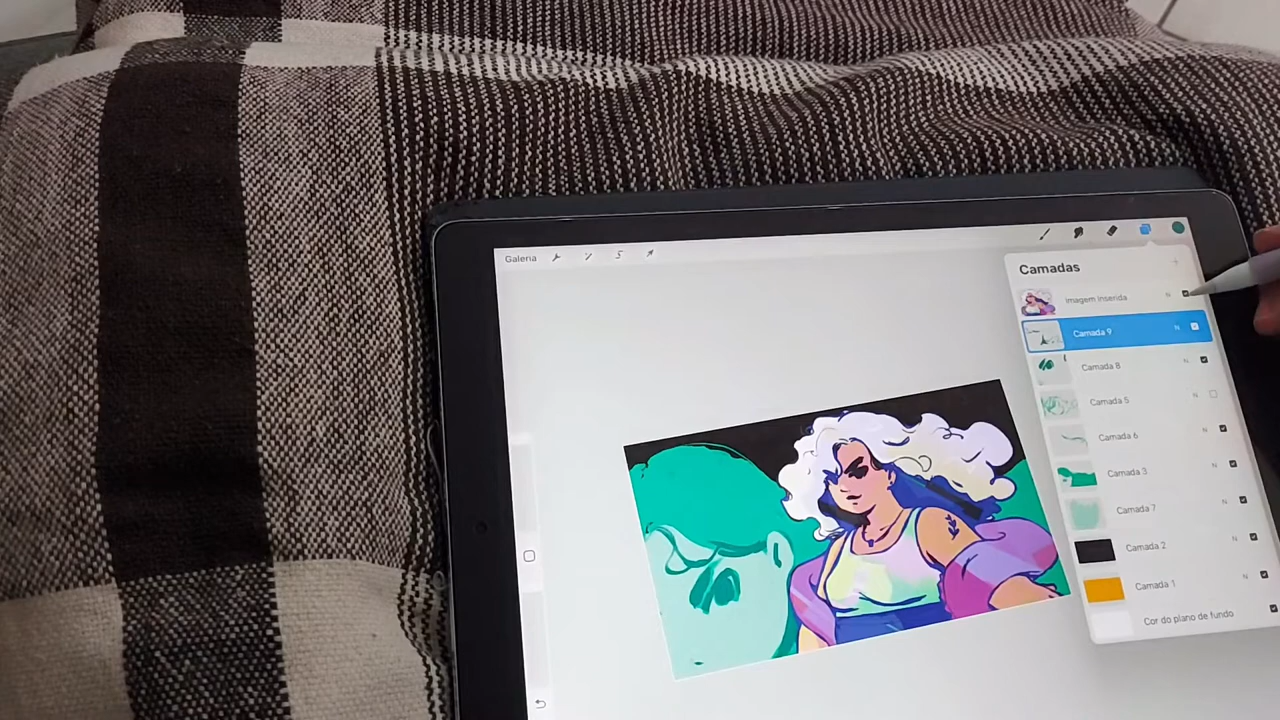 Galeria
Camadas
Imagem inserida N
Camada 9 N
Camada 8 N
Camada 5 N
Camada 6 N
Camada 3 N
Camada 7 N
Camada 2 N
Camada 1 N
Cor do plano de fundo